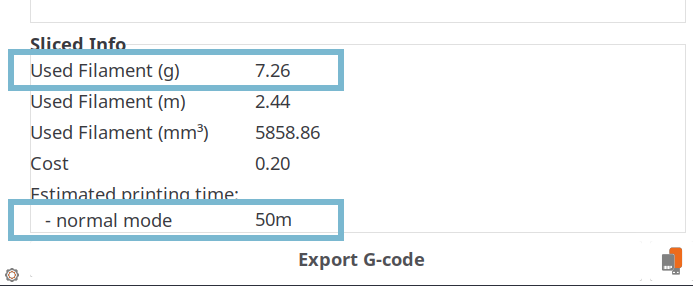 Sliced Info
Used Filament (g) 7.26
Used Filament (m) 2.44
Used Filament (mm³) 5858.86
Cost 0.20
Estimated printing time:
- normal mode 50m
Export G-code